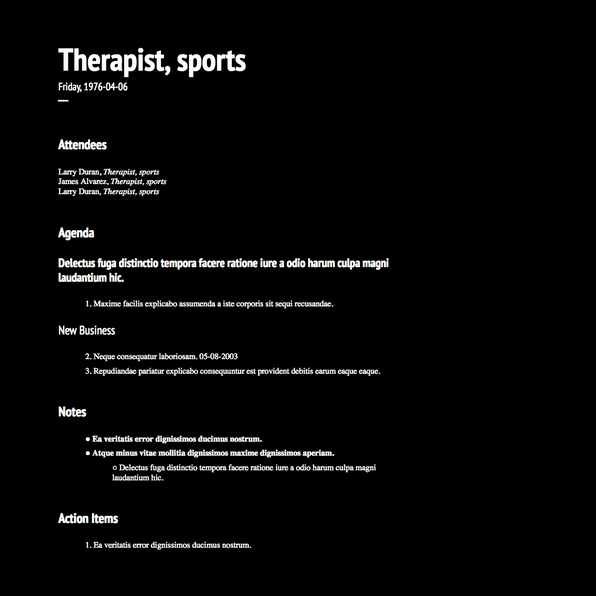 Therapist, sports
Friday, 1976-04-06
Attendees
Larry Duran, Therapist, sports
James Alvarez, Therapist, sports
Larry Duran, Therapist, sports
Agenda
Delectus fuga distinctio tempora facere ratione iure a odio harum culpa magni
laudantium hic.
1. Maxime facilis explicabo assumenda a iste corporis sit sequi recusandae.
New Business
2. Neque consequatur laboriosam. 05-08-2003
3. Repudiandae pariatur explicabo consequuntur est provident debitis earum eaque eaque.
Notes
● Ea veritatis error dignissimos ducimus nostrum.
● Atque minus vitae mollitia dignissimos maxime dignissimos aperiam.
○ Delectus fuga distinctio tempora facere ratione iure a odio harum culpa magni
laudantium hic.
Action Items
1. Ea veritatis error dignissimos ducimus nostrum.